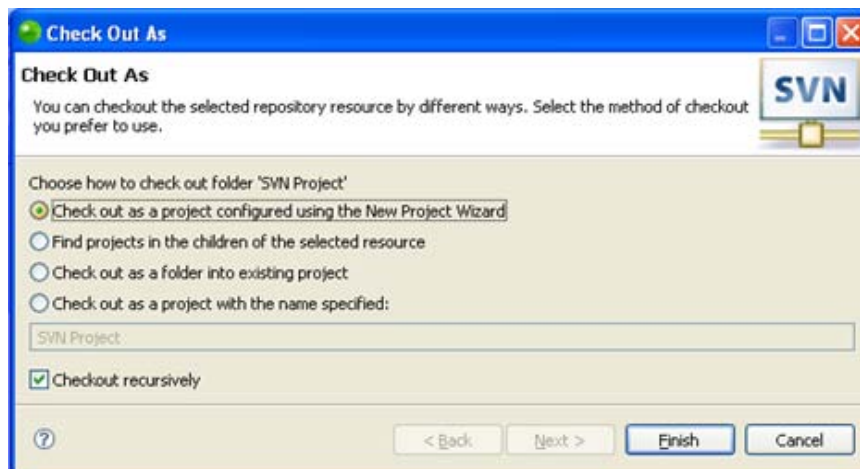 Check Out As
Check Out As
You can checkout the selected repository resource by different ways. Select the method of checkout
you prefer to use.
SVN
Choose how to check out folder 'SVN Project'
Check out as a project configured using the New Project Wizard
Find projects in the children of the selected resource
Check out as a folder into existing project
Check out as a project with the name specified:
SVN Project
Checkout recursively
? < Back Next > Finish Cancel